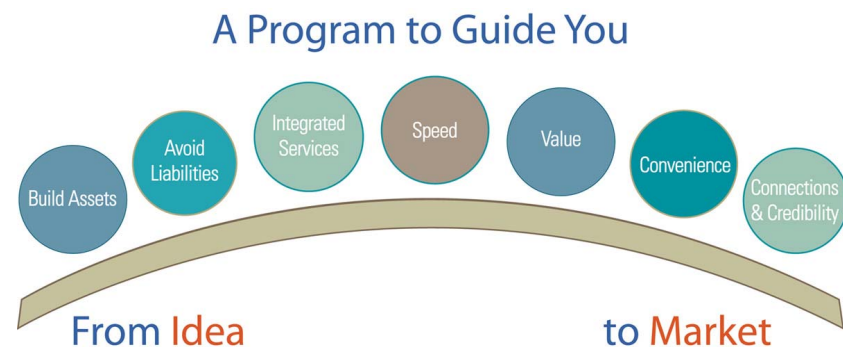 A Program to Guide You
Build Assets
Avoid
Liabilities
Integrated
Services
Speed
Value
Convenience
Connections
& Credibility
From Idea
to Market